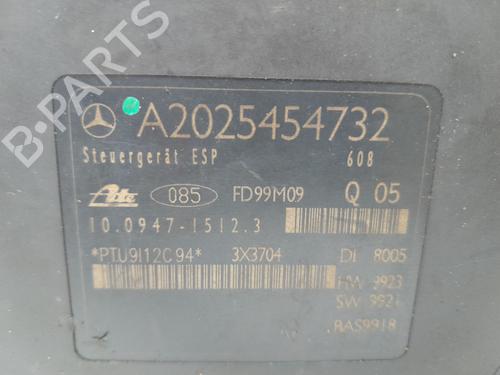 B-PARTS
A2025454732
Steuergerät ESP 608
Ate 085 FD99M09 Q 05
10.0947-1512.3
*PTU9I12C94* 3X3704 DI 8005
HW 9923
SW 9921
RAS9918